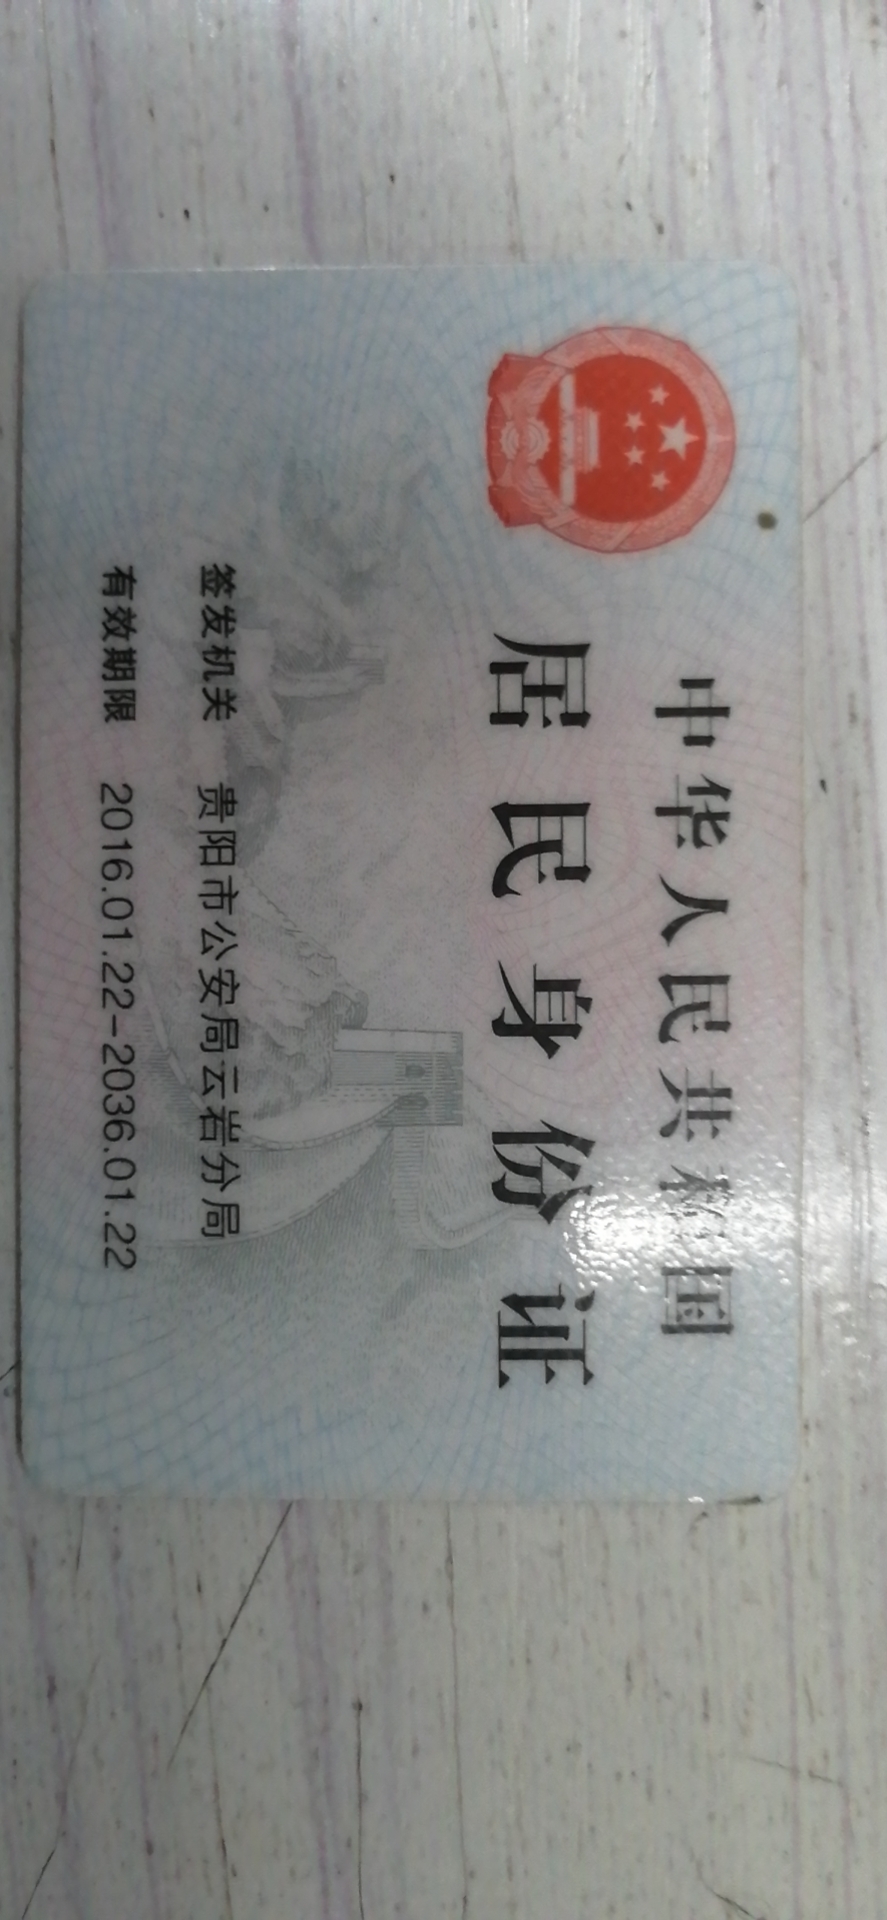 中华人民共和国
居民身份证
签发机关 贵阳市公安局云岩分局
有效期限 2016.01.22-2036.01.22